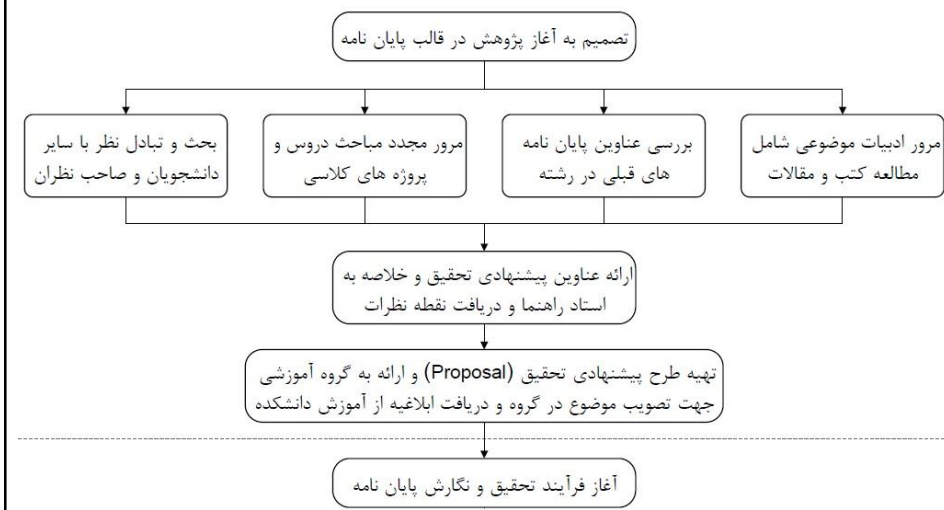 تصمیم به آغاز پژوهش در قالب پایان نامه
مرور ادبیات موضوعی شامل
مطالعه کتب و مقالات
بررسی عناوین پایان نامه
های قبلی در رشته
مرور مجدد مباحث دروس و
پروژه های کلاسی
بحث و تبادل نظر با سایر
دانشجویان و صاحب نظران
ارائه عناوین پیشنهادی تحقیق و خلاصه به
استاد راهنما و دریافت نقطه نظرات
تهیه طرح پیشنهادی تحقیق (Proposal) و ارائه به گروه آموزشی
جهت تصویب موضوع در گروه و دریافت ابلاغیه از آموزش دانشکده
آغاز فرآیند تحقیق و نگارش پایان نامه